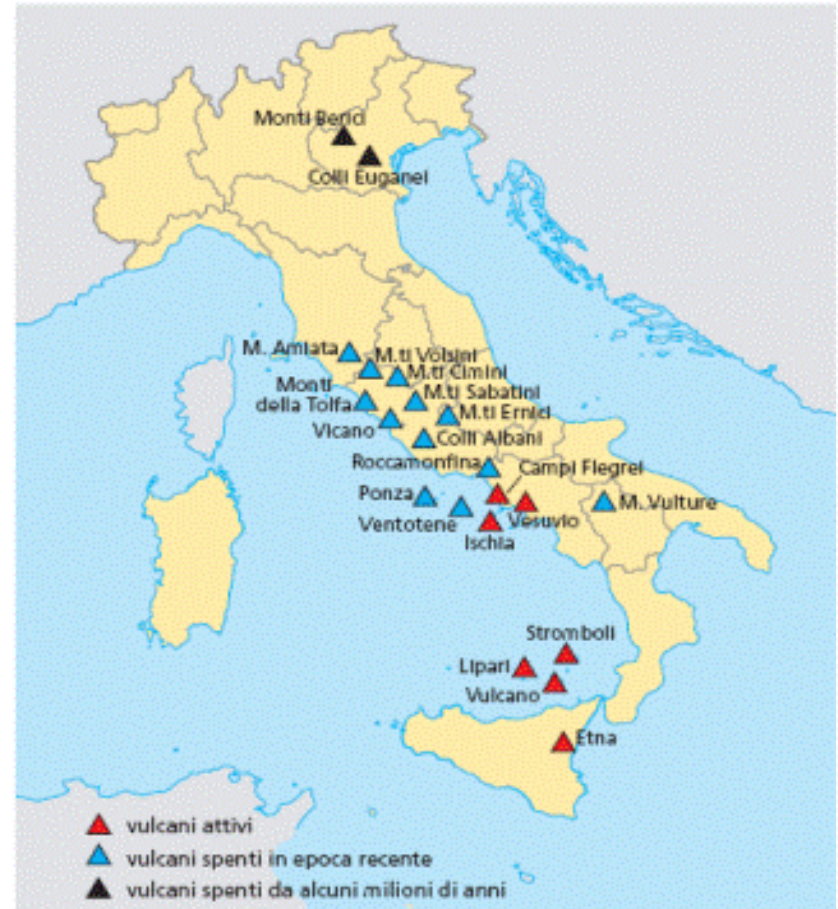 Monti Berici
Colli Euganei
M. Amiata
M.ti Volsini
M.ti Cimini
Monti
della Tolfa
M.ti Sabatini
M.ti Ernici
Vicano
Colli Albani
Roccamonfina
Campi Flegrei
Ponza
Ventotene
Vesuvio
M. Vulture
Ischia
Stromboli
Lipari
Vulcano
Etna
vulcani attivi
vulcani spenti in epoca recente
vulcani spenti da alcuni milioni di anni